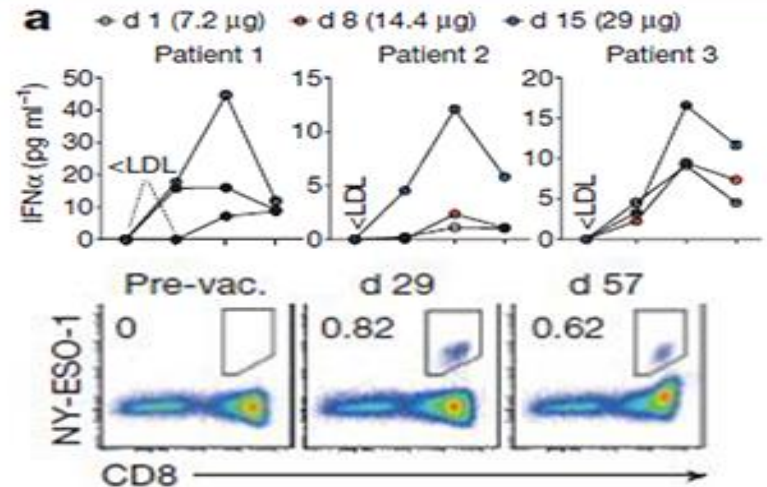 a d 1 (7.2 µg) d 8 (14.4 µg) d 15 (29 µg)
Patient 1 Patient 2 Patient 3
IFNα (pg ml⁻¹)
50
40
30
20
10
0
<LDL
15
10
5
0
<LDL
20
15
10
5
0
<LDL
Pre-vac. d 29 d 57
NY-ESO-1
0 0.82 0.62
CD8